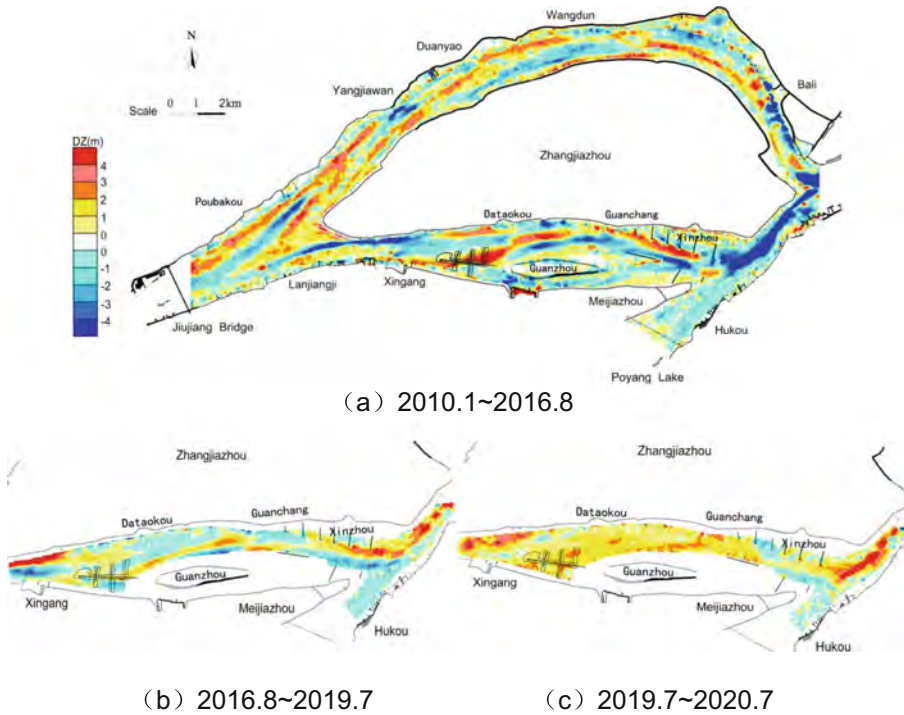 Wangdun
N
Duanyao
Bali
Yangjiawan
Scale 0 1 2km
DZ(m)
4
3
2
1
0
0
-1
-2
-3
-4
Zhangjiazhou
Poubakou
Dataokou
Guanchang
Xinzhou
Guanzhou
Lanjiangji
Xingang
Meijiazhou
Jiujiang Bridge
Hukou
Poyang Lake
（a）2010.1~2016.8
Zhangjiazhou
Dataokou
Guanchang
Xinzhou
Guanzhou
Xingang
Meijiazhou
Hukou
Zhangjiazhou
Dataokou
Guanchang
Xinzhou
Guanzhou
Xingang
Meijiazhou
Hukou
（b）2016.8~2019.7
（c）2019.7~2020.7